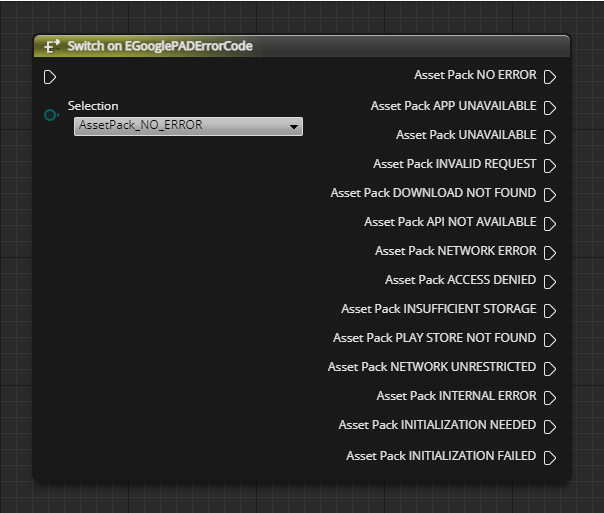 Switch on EGooglePADErrorCode
Asset Pack NO ERROR
Selection
Asset Pack APP UNAVAILABLE
AssetPack_NO_ERROR
Asset Pack UNAVAILABLE
Asset Pack INVALID REQUEST
Asset Pack DOWNLOAD NOT FOUND
Asset Pack API NOT AVAILABLE
Asset Pack NETWORK ERROR
Asset Pack ACCESS DENIED
Asset Pack INSUFFICIENT STORAGE
Asset Pack PLAY STORE NOT FOUND
Asset Pack NETWORK UNRESTRICTED
Asset Pack INTERNAL ERROR
Asset Pack INITIALIZATION NEEDED
Asset Pack INITIALIZATION FAILED